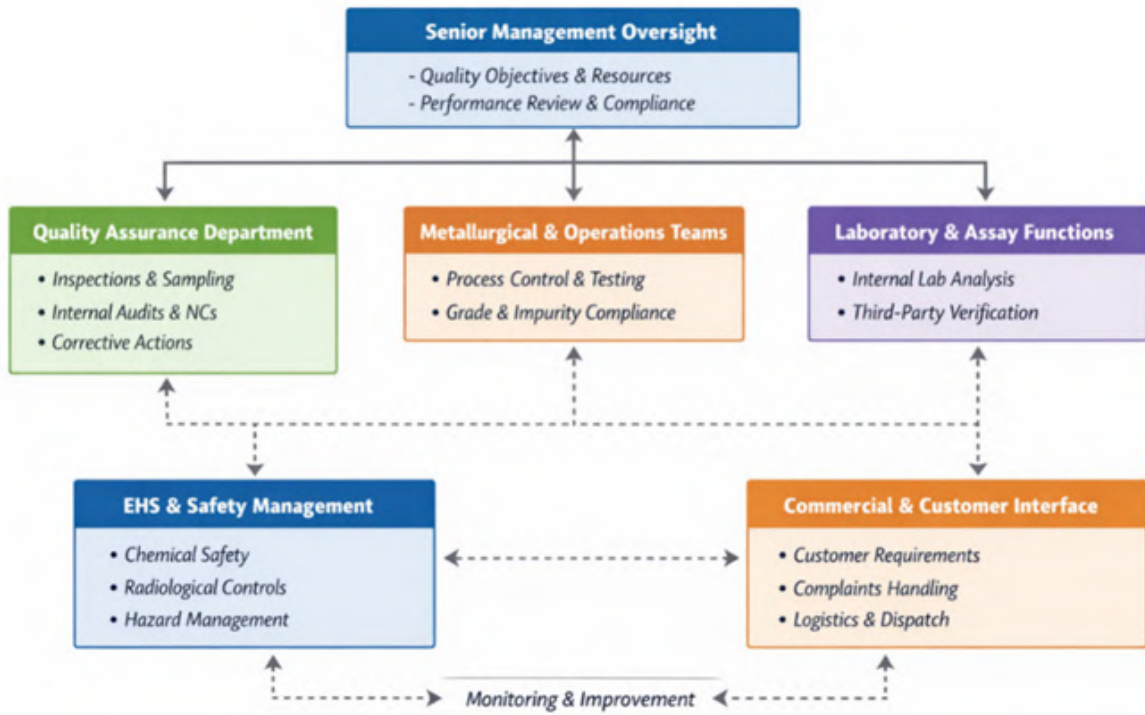 Senior Management Oversight
- Quality Objectives & Resources
- Performance Review & Compliance
Quality Assurance Department
• Inspections & Sampling
• Internal Audits & NCs
• Corrective Actions
Metallurgical & Operations Teams
• Process Control & Testing
• Grade & Impurity Compliance
Laboratory & Assay Functions
• Internal Lab Analysis
• Third-Party Verification
EHS & Safety Management
• Chemical Safety
• Radiological Controls
• Hazard Management
Commercial & Customer Interface
• Customer Requirements
• Complaints Handling
• Logistics & Dispatch
Monitoring & Improvement